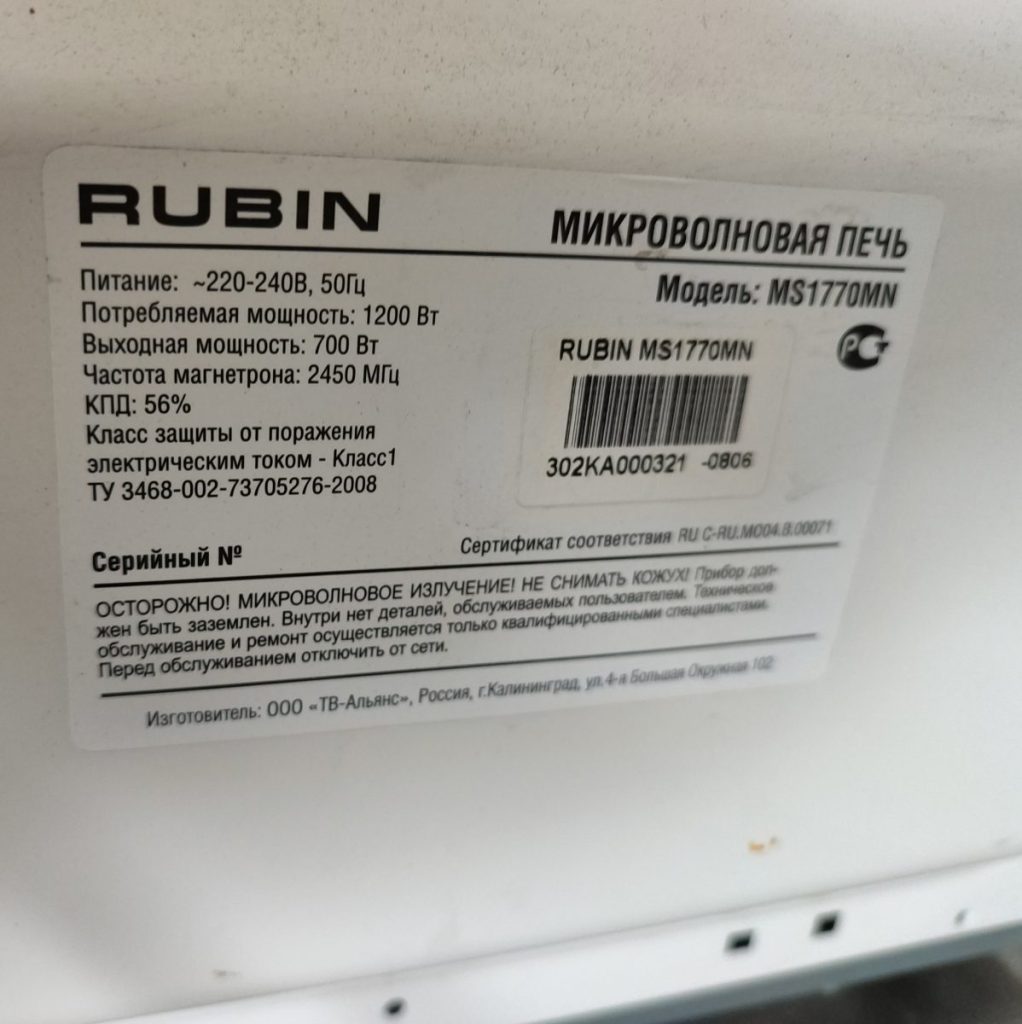 RUBIN
МИКРОВОЛНОВАЯ ПЕЧЬ
Модель: MS1770MN
Питание: ~220-240В, 50Гц
Потребляемая мощность: 1200 Вт
Выходная мощность: 700 Вт
Частота магнетрона: 2450 МГц
КПД: 56%
Класс защиты от поражения
электрическим током - Класс1
ТУ 3468-002-73705276-2008
RUBIN MS1770MN
302KA000321 -0806
РСТ
Серийный №
Сертификат соответствия RU C-RU.MO04.B.00071
ОСТОРОЖНО! МИКРОВОЛНОВОЕ ИЗЛУЧЕНИЕ! НЕ СНИМАТЬ КОЖУХ! Прибор дол-
жен быть заземлен. Внутри нет деталей, обслуживаемых пользователем. Техническое
обслуживание и ремонт осуществляется только квалифицированными специалистами.
Перед обслуживанием отключить от сети.
Изготовитель: ООО «ТВ-Альянс», Россия, г.Калининград, ул.4-я Большая Окружная 102